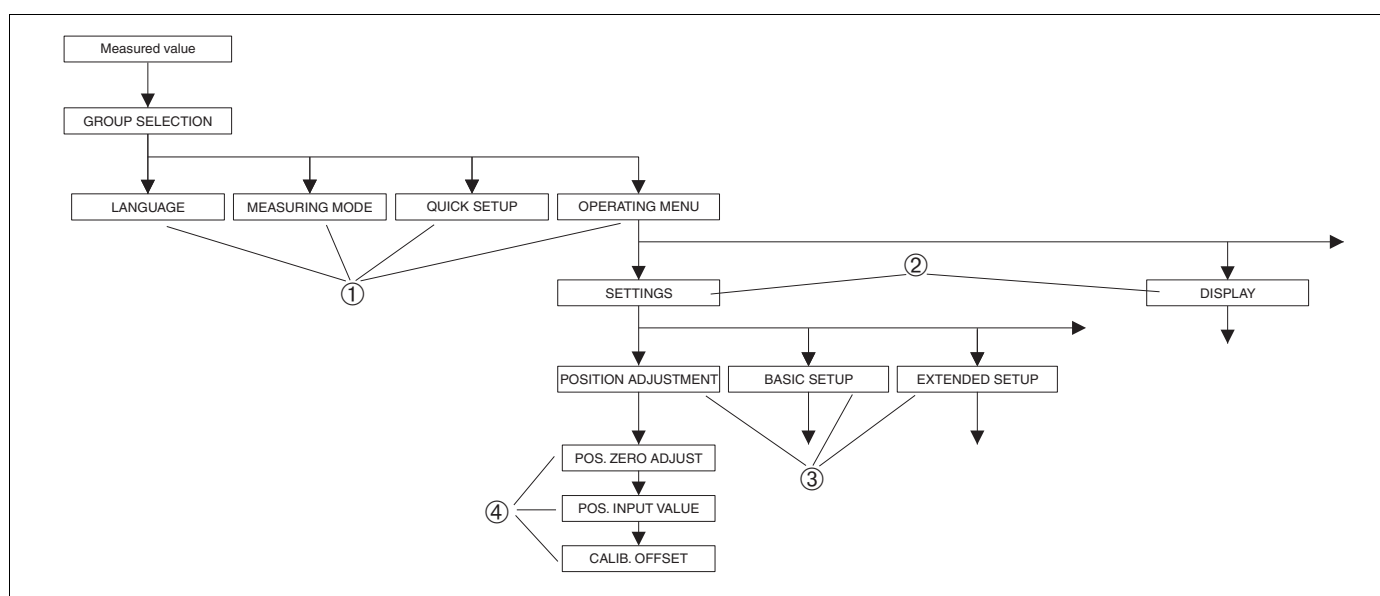 Measured value
GROUP SELECTION
LANGUAGE
MEASURING MODE
QUICK SETUP
OPERATING MENU
①
②
SETTINGS
DISPLAY
POSITION ADJUSTMENT
BASIC SETUP
EXTENDED SETUP
POS. ZERO ADJUST
③
④
POS. INPUT VALUE
CALIB. OFFSET